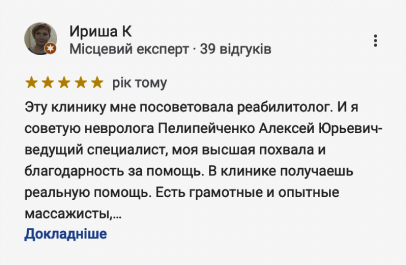 Ириша К
Місцевий експерт · 39 відгуків
рік тому
Эту клинику мне посоветовала реабилитолог. И я
советую невролога Пелипейченко Алексей Юрьевич-
ведущий специалист, моя высшая похвала и
благодарность за помощь. В клинике получаешь
реальную помощь. Есть грамотные и опытные
массажисты,...
Докладніше